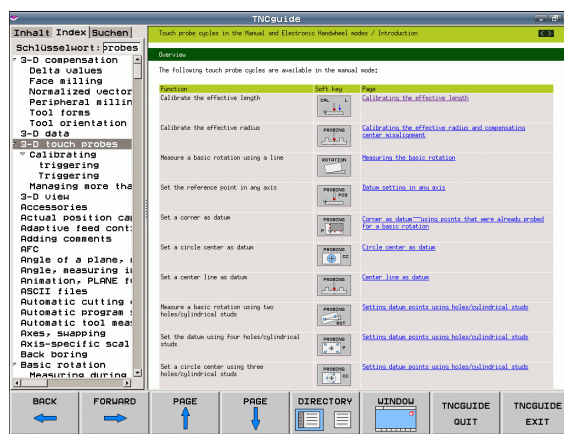 TNCguide
Inhalt Index Suchen
Touch probe cycles in the Manual and Electronic Handwheel modes / Introduction
Schlüsselwort: probes
3-D compensation
Delta values
Face milling
Normalized vector
Peripheral millin
Tool forms
Tool orientation
3-D data
3-D touch probes
Calibrating
triggering
Triggering
Managing more tha
3-D view
Accessories
Actual position ca
Adaptive feed cont
Adding comments
AFC
Angle of a plane,
Angle, measuring i
Animation, PLANE f
ASCII files
Automatic cutting
Automatic program
Automatic tool meas
Axes, swapping
Axis-specific scal
Back boring
Basic rotation
Measuring during
Overview
The following touch probe cycles are available in the manual mode:
Function Soft key Page
Calibrate the effective length CAL L Calibrating the effective length
Calibrate the effective radius PROBING Calibrating the effective radius and compensating
center misalignment
Measure a basic rotation using a line ROTATION Measuring the basic rotation
Set the reference point in any axis PROBING POS Datum setting in any axis
Set a corner as datum PROBING P Corner as datum—using points that were already probed
for a basic rotation
Set a circle center as datum PROBING CC Circle center as datum
Set a center line as datum PROBING Center line as datum
Measure a basic rotation using two
holes/cylindrical studs PROBING ROT Setting datum points using holes/cylindrical studs
Set the datum using four holes/cylindrical
studs PROBING P Setting datum points using holes/cylindrical studs
Set a circle center using three
holes/cylindrical studs PROBING CC Setting datum points using holes/cylindrical studs
BACK FORWARD PAGE PAGE DIRECTORY WINDOW TNCGUIDE TNCGUIDE
QUIT EXIT